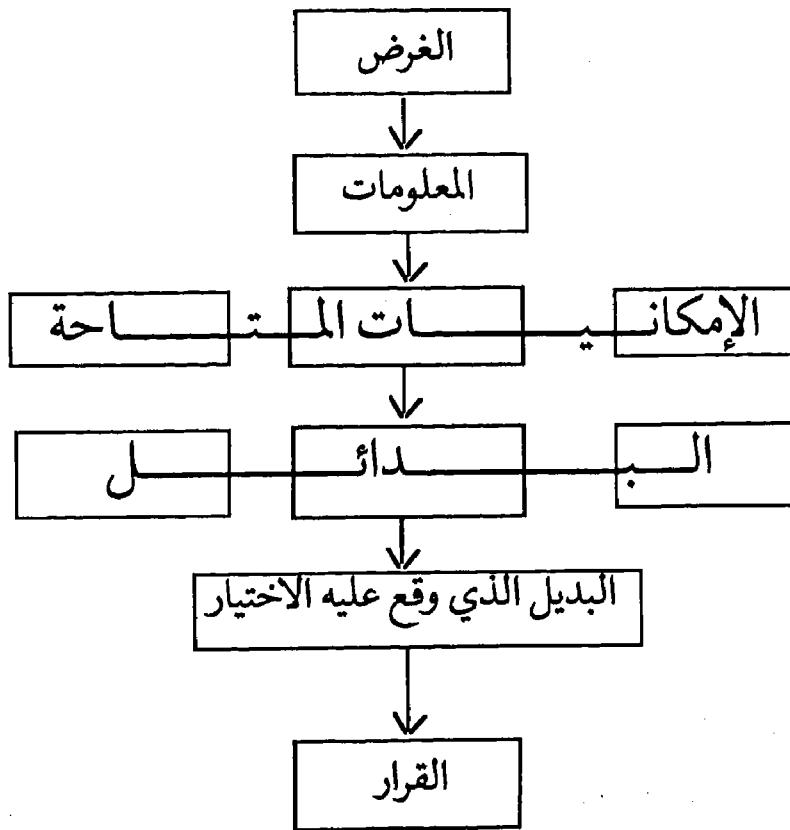 الغرض
المعلومات
الإمكانيات المتاحة
البدائل
البديل الذي وقع عليه الاختيار
القرار